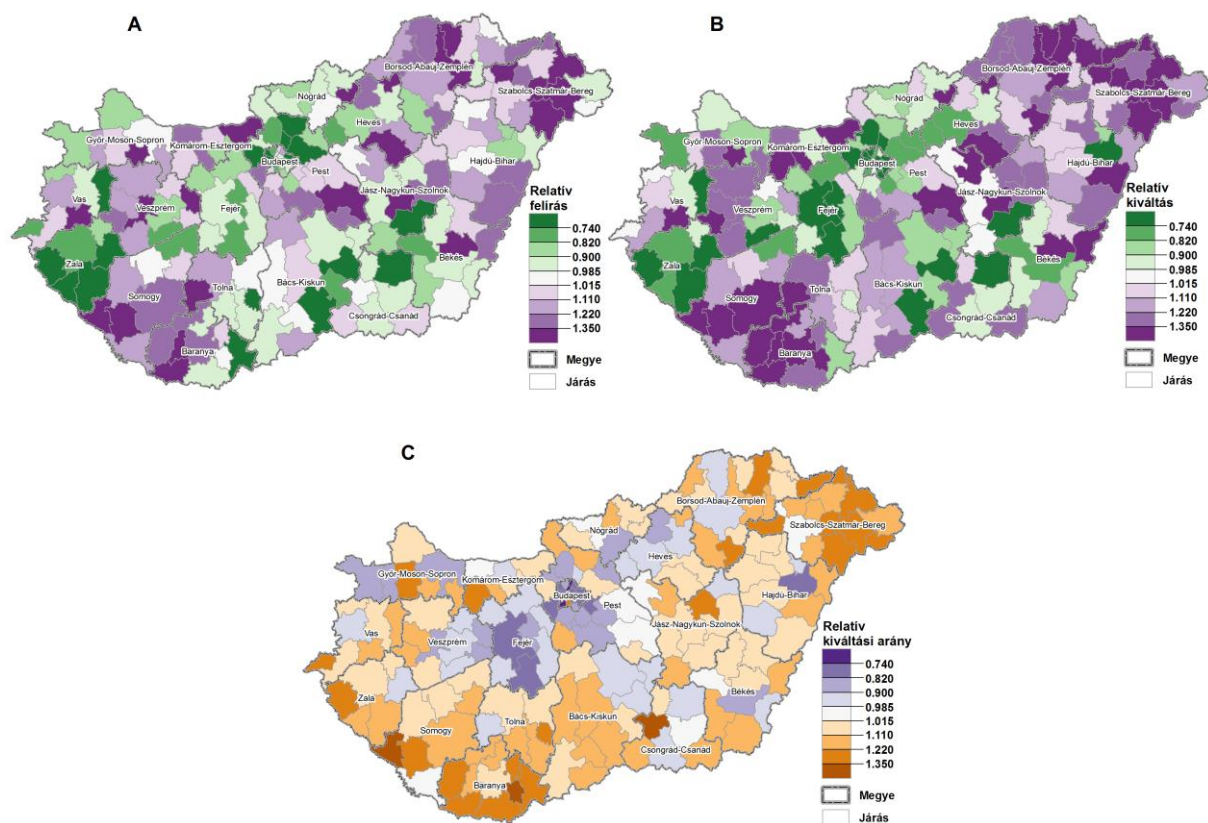 A
Borsod-Abaúj-Zemplén
Szabolcs-Szatmár-Bereg
Nógrád
Heves
Győr-Moson-Sopron
Komárom-Esztergom
Budapest
Hajdú-Bihar
Pest
Jász-Nagykun-Szolnok
Vas
Veszprém
Fejér
Békés
Zala
Bács-Kiskun
Somogy
Tolna
Csongrád-Csanád
Baranya
Relatív
felírás
0.740
0.820
0.900
0.985
1.015
1.110
1.220
1.350
Megye
Járás
B
Borsod-Abaúj-Zemplén
Szabolcs-Szatmár-Bereg
Nógrád
Heves
Győr-Moson-Sopron
Komárom-Esztergom
Budapest
Hajdú-Bihar
Pest
Jász-Nagykun-Szolnok
Vas
Veszprém
Fejér
Békés
Zala
Bács-Kiskun
Somogy
Tolna
Csongrád-Csanád
Baranya
Relatív
kiváltás
0.740
0.820
0.900
0.985
1.015
1.110
1.220
1.350
Megye
Járás
C
Borsod-Abaúj-Zemplén
Szabolcs-Szatmár-Bereg
Nógrád
Heves
Győr-Moson-Sopron
Komárom-Esztergom
Budapest
Hajdú-Bihar
Pest
Jász-Nagykun-Szolnok
Vas
Veszprém
Fejér
Békés
Zala
Bács-Kiskun
Somogy
Tolna
Csongrád-Csanád
Baranya
Relatív
kiváltási arány
0.740
0.820
0.900
0.985
1.015
1.110
1.220
1.350
Megye
Járás